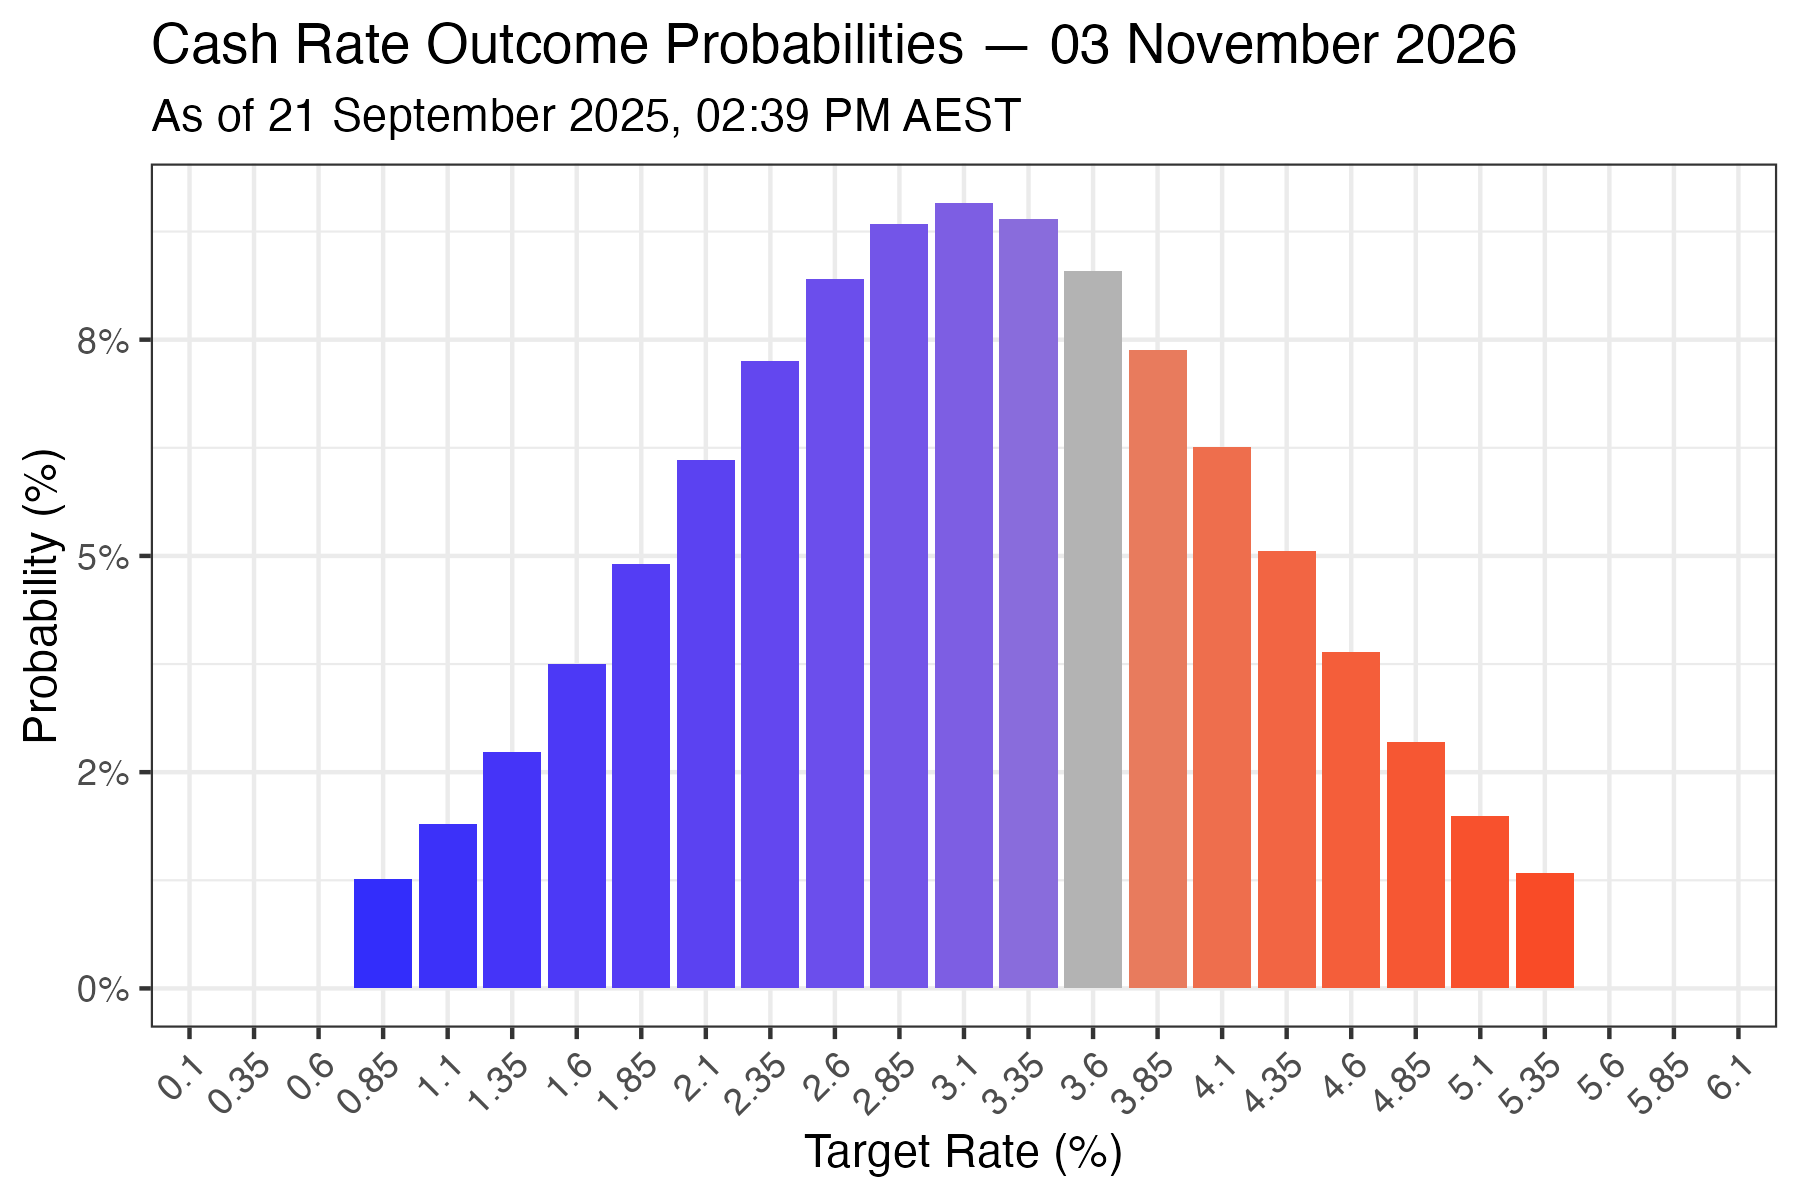 Cash Rate Outcome Probabilities — 03 November 2026
As of 21 September 2025, 02:39 PM AEST
Probability (%)
8%
5%
2%
0%
0.1 0.35 0.6 0.85 1.1 1.35 1.6 1.85 2.1 2.35 2.6 2.85 3.1 3.35 3.6 3.85 4.1 4.35 4.6 4.85 5.1 5.35 5.6 5.85 6.1
Target Rate (%)